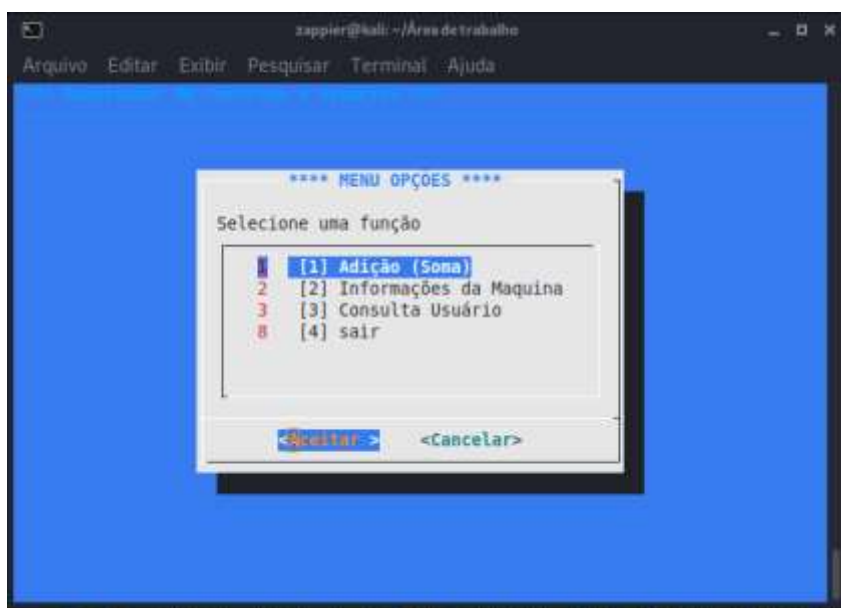 zappier@kali: ~/Área de trabalho
Arquivo Editar Exibir Pesquisar Terminal Ajuda
**** MENU OPÇÕES ****
Selecione uma função
1 [1] Adição (Soma)
2 [2] Informações da Maquina
3 [3] Consulta Usuário
8 [4] sair
<Aceitar > <Cancelar>